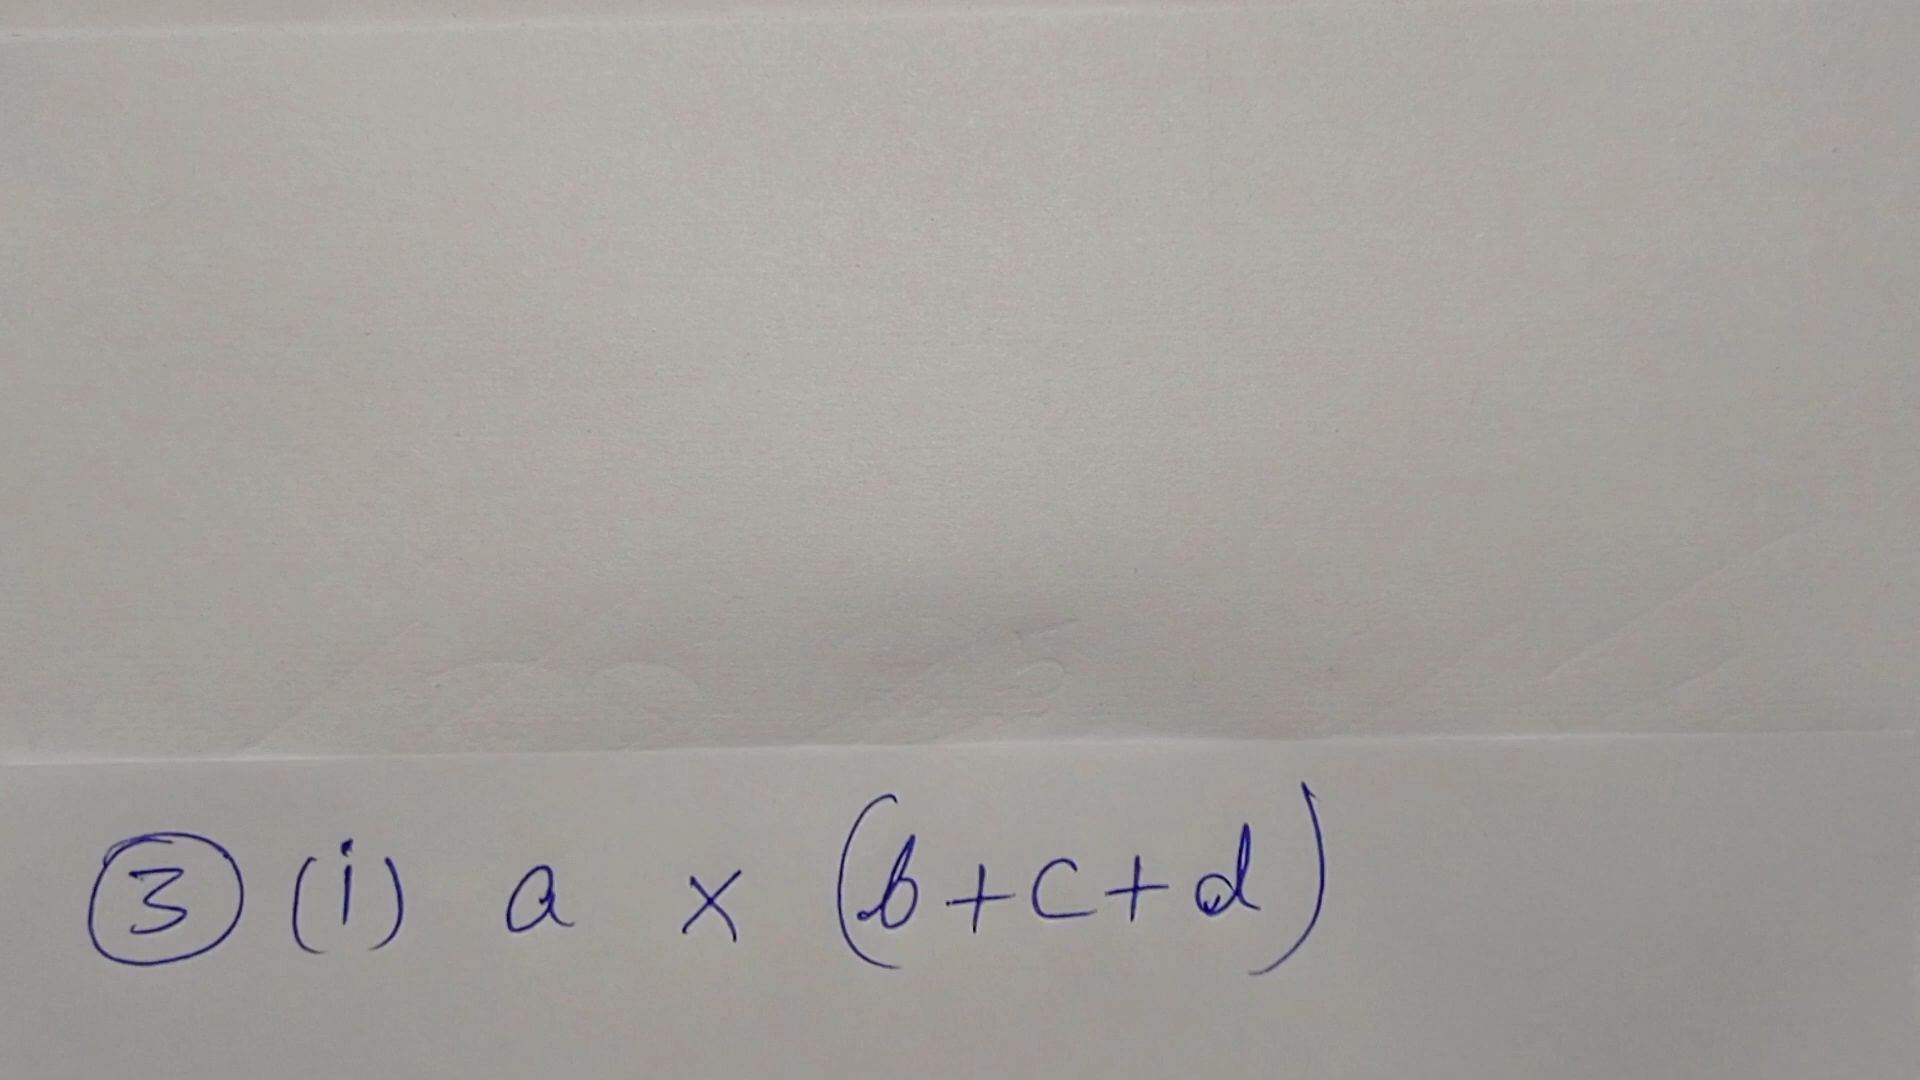 ③ (i) a × (b+c+d)